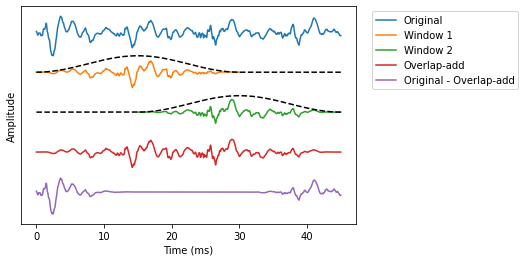 Original
Window 1
Window 2
Overlap-add
Original - Overlap-add
Amplitude
0 10 20 30 40
Time (ms)